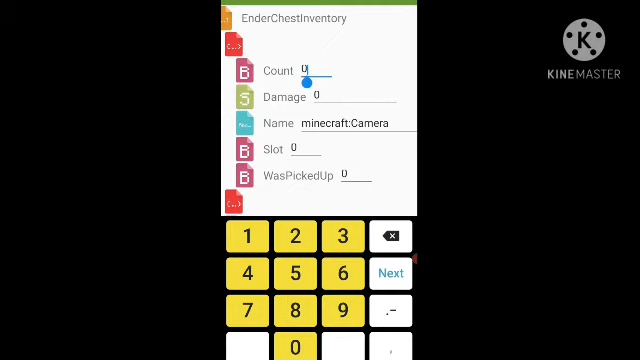 EnderChestInventory
{...}
B Count 0
S Damage 0
Name minecraft:Camera
B Slot 0
B WasPickedUp 0
{...}
1 2 3
4 5 6 Next
7 8 9 .-
0 ,
K
KINEMASTER